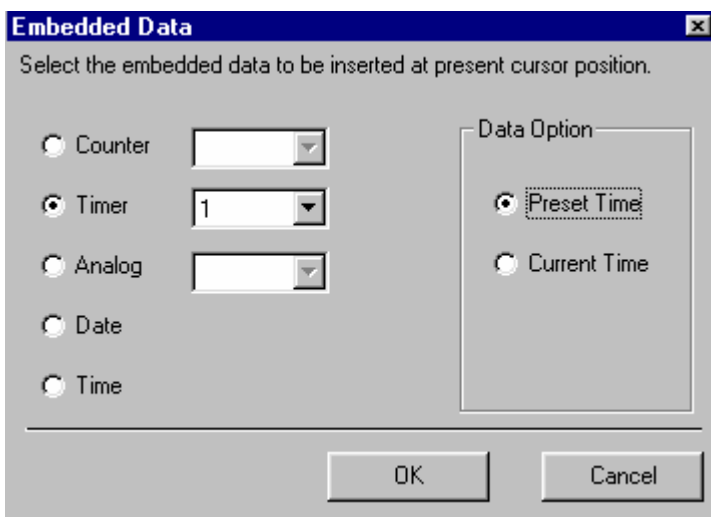 Embedded Data
Select the embedded data to be inserted at present cursor position.
Counter
Timer 1
Analog
Date
Time
Data Option
Preset Time
Current Time
OK Cancel